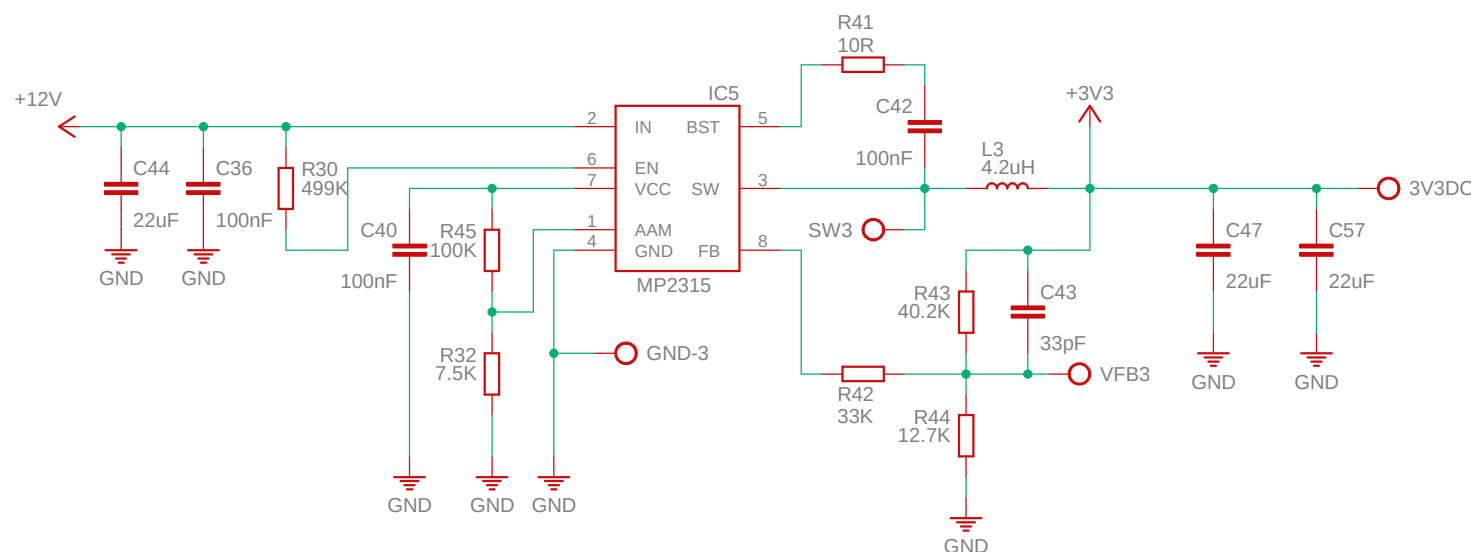 R41
10R
+12V
IC5
+3V3
C42
100nF
2
IN
BST
5
L3
4.2uH
C44
22uF
C36
100nF
R30
499K
6
EN
7
VCC
SW
3
3V3DC
1
AAM
4
GND
FB
8
MP2315
SW3
C40
100nF
R45
100K
C47
22uF
C57
22uF
GND
GND
R43
40.2K
C43
33pF
R32
7.5K
GND-3
VFB3
R42
33K
R44
12.7K
GND
GND
GND
GND
GND
GND